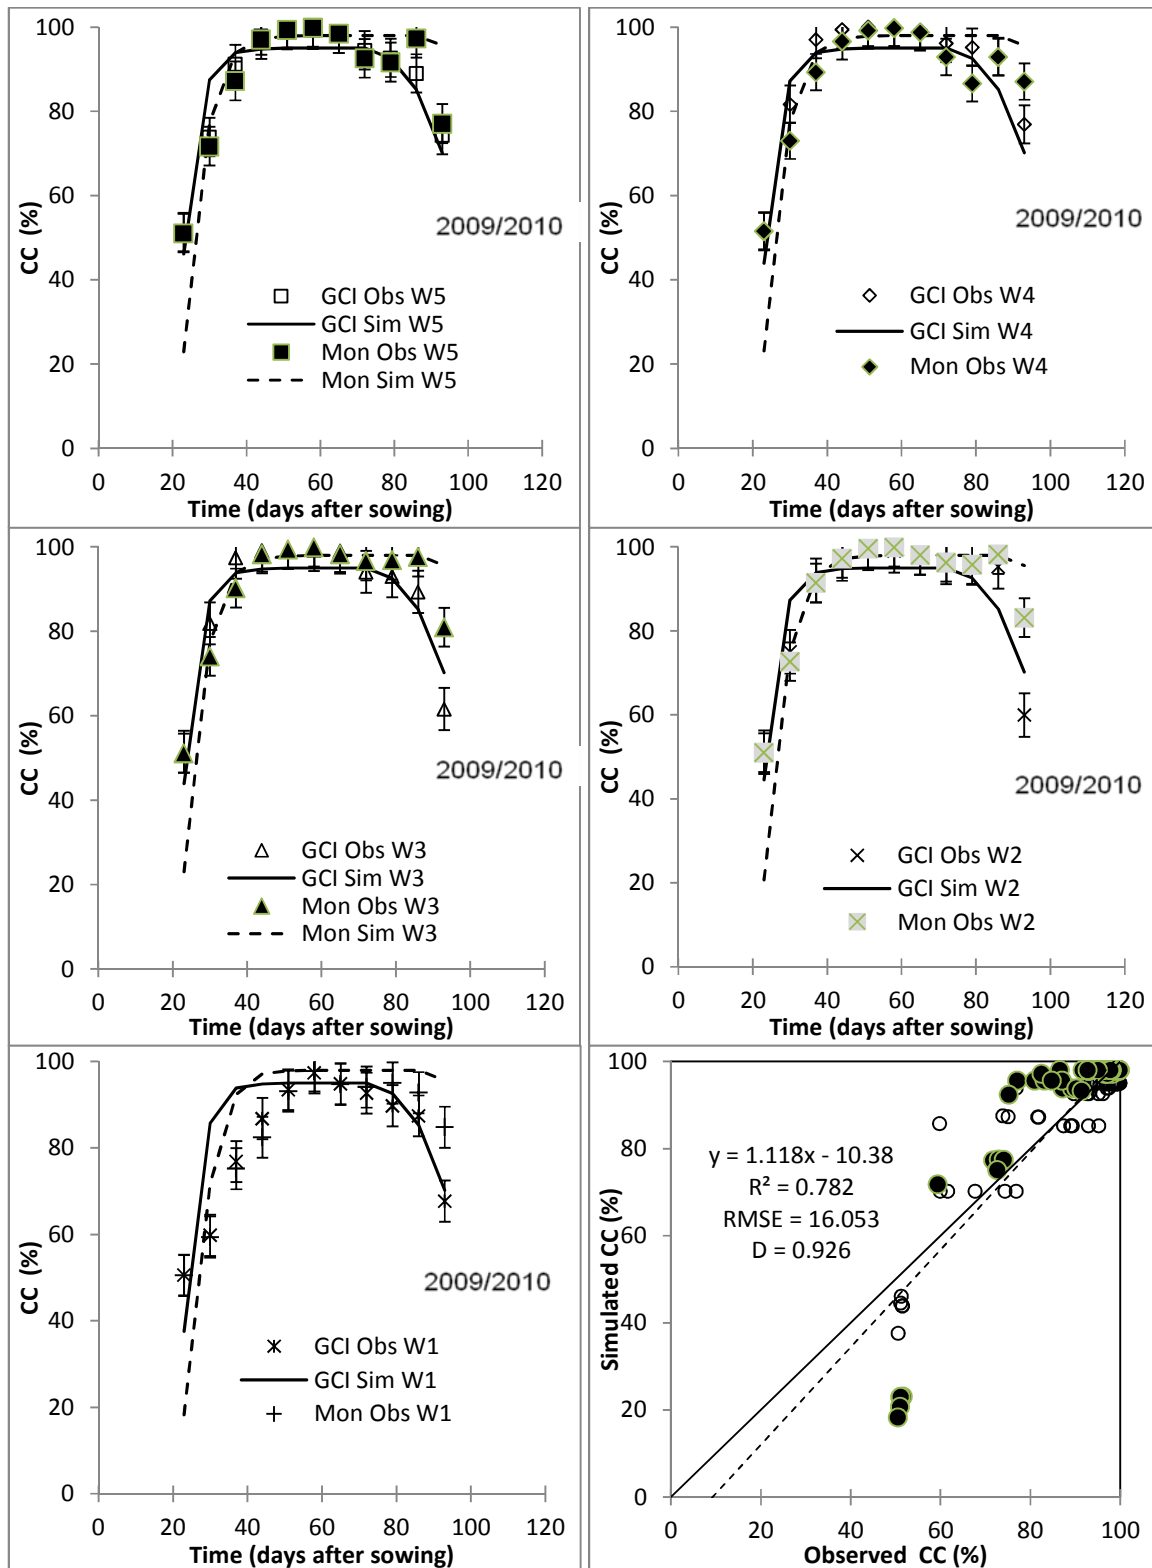 100
80
60
40
20
0
CC (%)
2009/2010
GCI Obs W5
GCI Sim W5
Mon Obs W5
Mon Sim W5
0 20 40 60 80 100 120
Time (days after sowing)
100
80
60
40
20
0
CC (%)
2009/2010
GCI Obs W4
GCI Sim W4
Mon Obs W4
0 20 40 60 80 100 120
Time (days after sowing)
100
80
60
40
20
0
CC (%)
2009/2010
GCI Obs W3
GCI Sim W3
Mon Obs W3
Mon Sim W3
0 20 40 60 80 100 120
Time (days after sowing)
100
80
60
40
20
0
CC (%)
2009/2010
GCI Obs W2
GCI Sim W2
Mon Obs W2
0 20 40 60 80 100 120
Time (days after sowing)
100
80
60
40
20
0
CC (%)
2009/2010
GCI Obs W1
GCI Sim W1
Mon Obs W1
0 20 40 60 80 100 120
Time (days after sowing)
100
80
60
40
20
0
Simulated CC (%)
y = 1.118x - 10.38
R² = 0.782
RMSE = 16.053
D = 0.926
0 20 40 60 80 100
Observed CC (%)